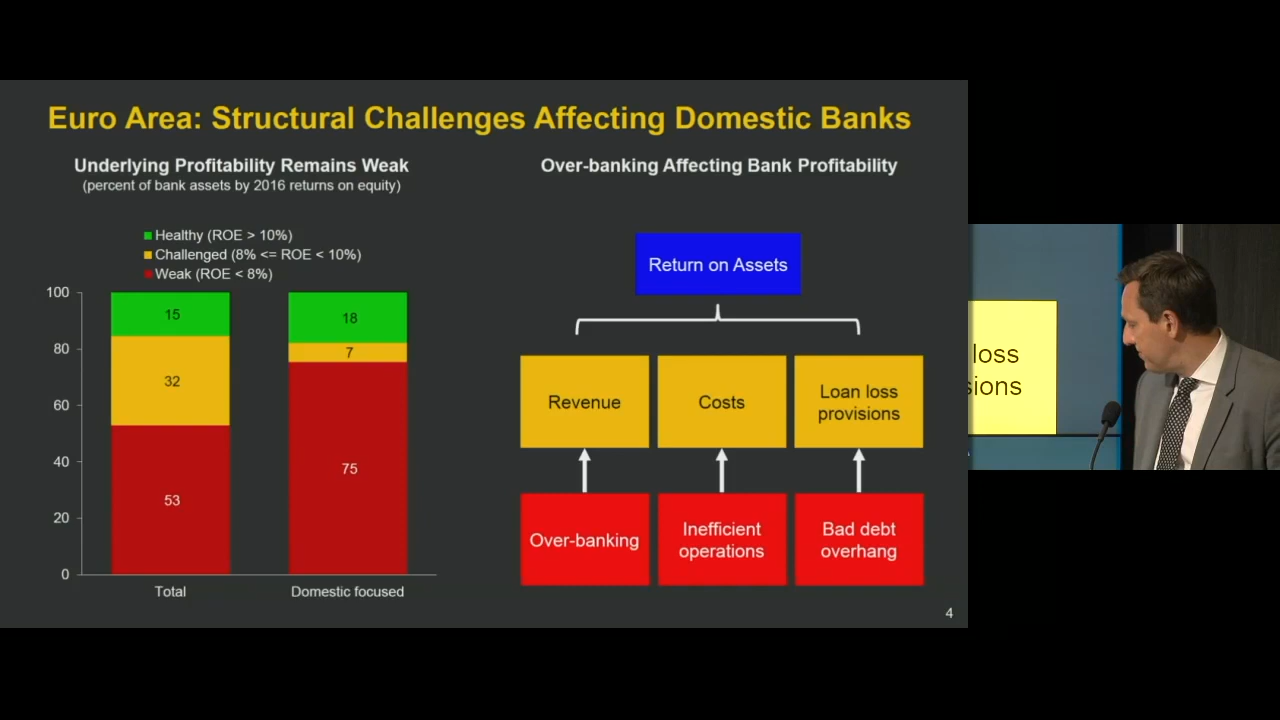 Euro Area: Structural Challenges Affecting Domestic Banks
Underlying Profitability Remains Weak
(percent of bank assets by 2016 returns on equity)
Healthy (ROE > 10%)
Challenged (8% <= ROE < 10%)
Weak (ROE < 8%)
100
80
60
40
20
0
15
32
53
18
7
75
Total
Domestic focused
Over-banking Affecting Bank Profitability
Return on Assets
Revenue
Costs
Loan loss
provisions
Over-banking
Inefficient
operations
Bad debt
overhang
4
loss
sions